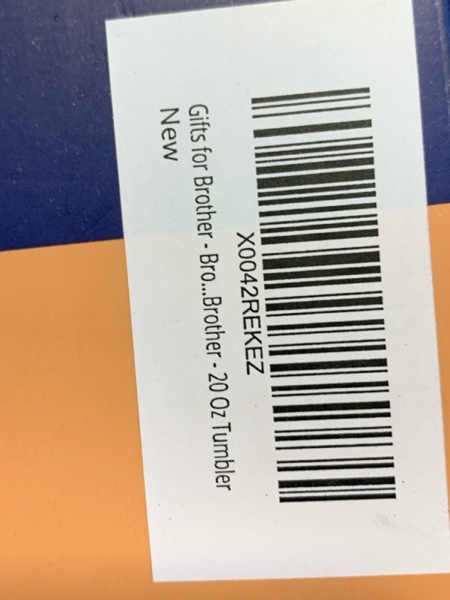 X0042REKEZ
Gifts for Brother - Bro...Brother - 20 Oz Tumbler
New